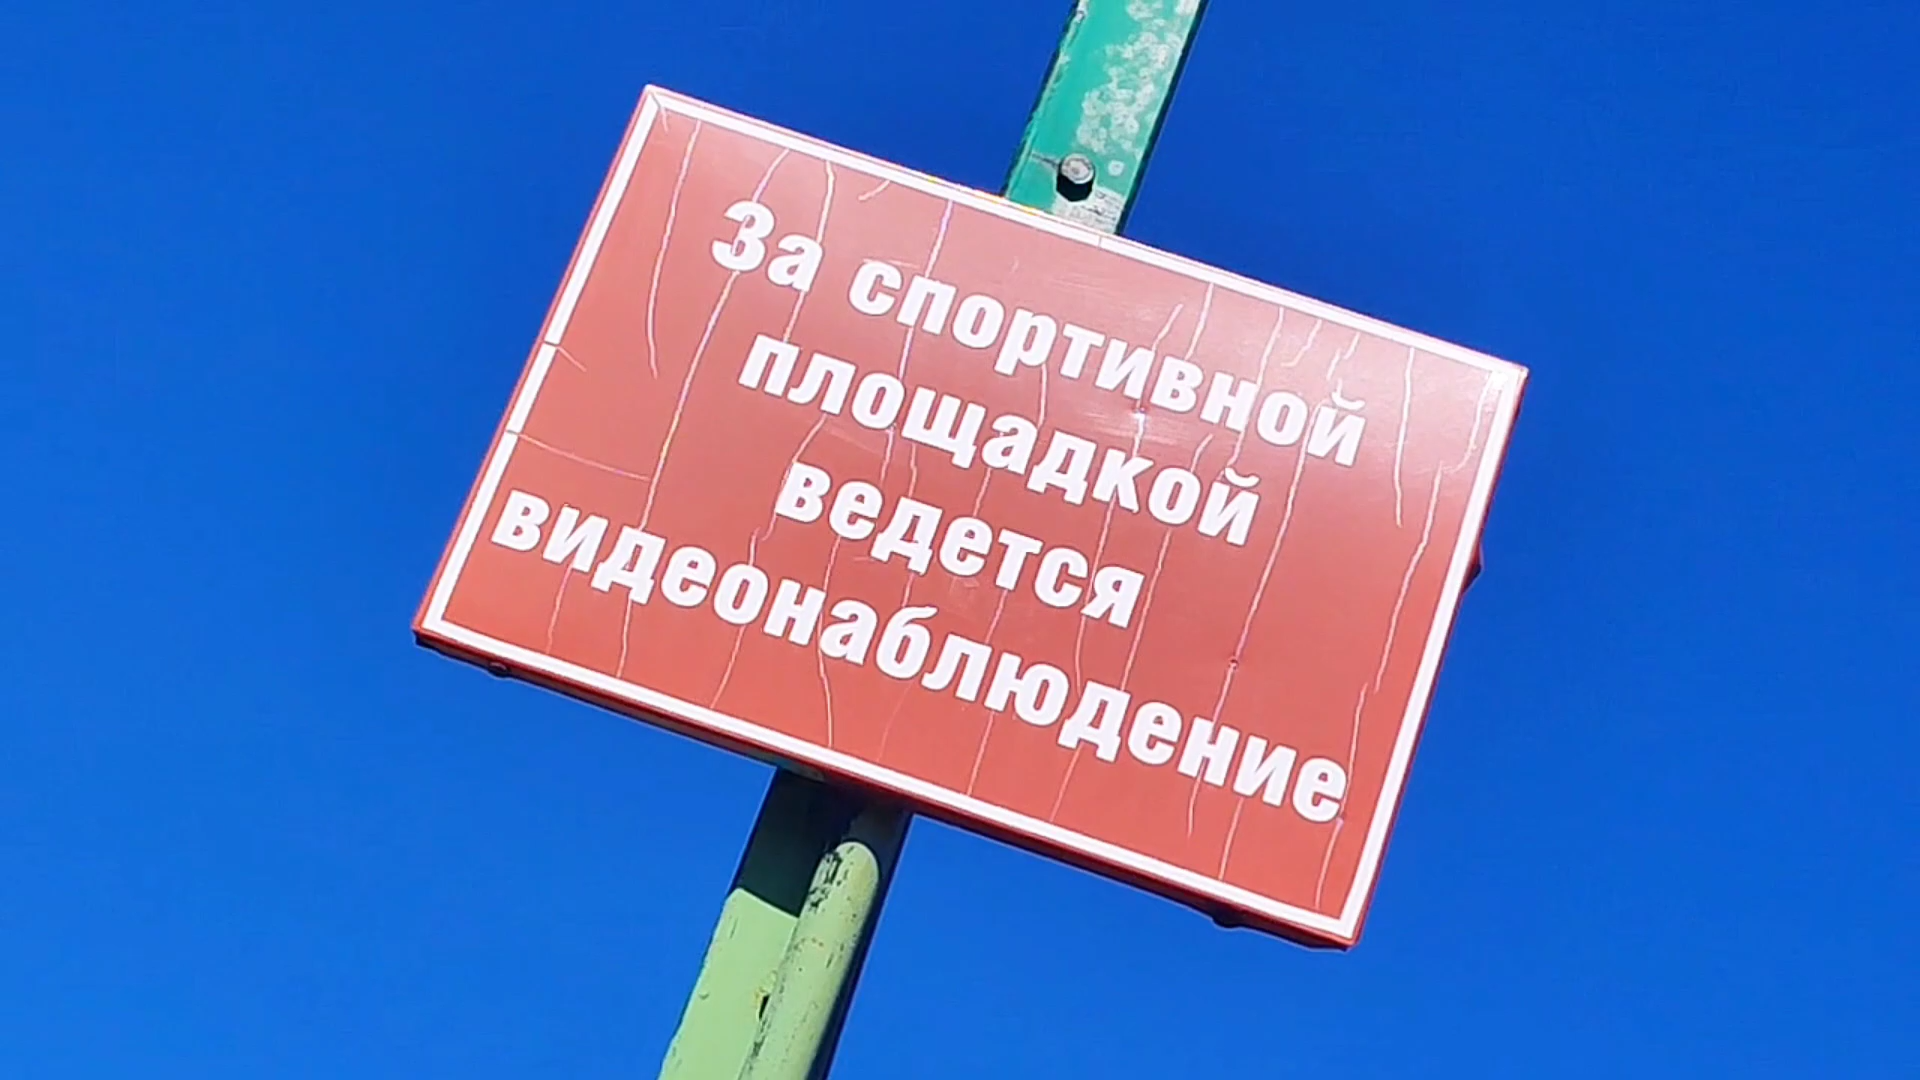 За спортивной
площадкой
ведется
видеонаблюдение